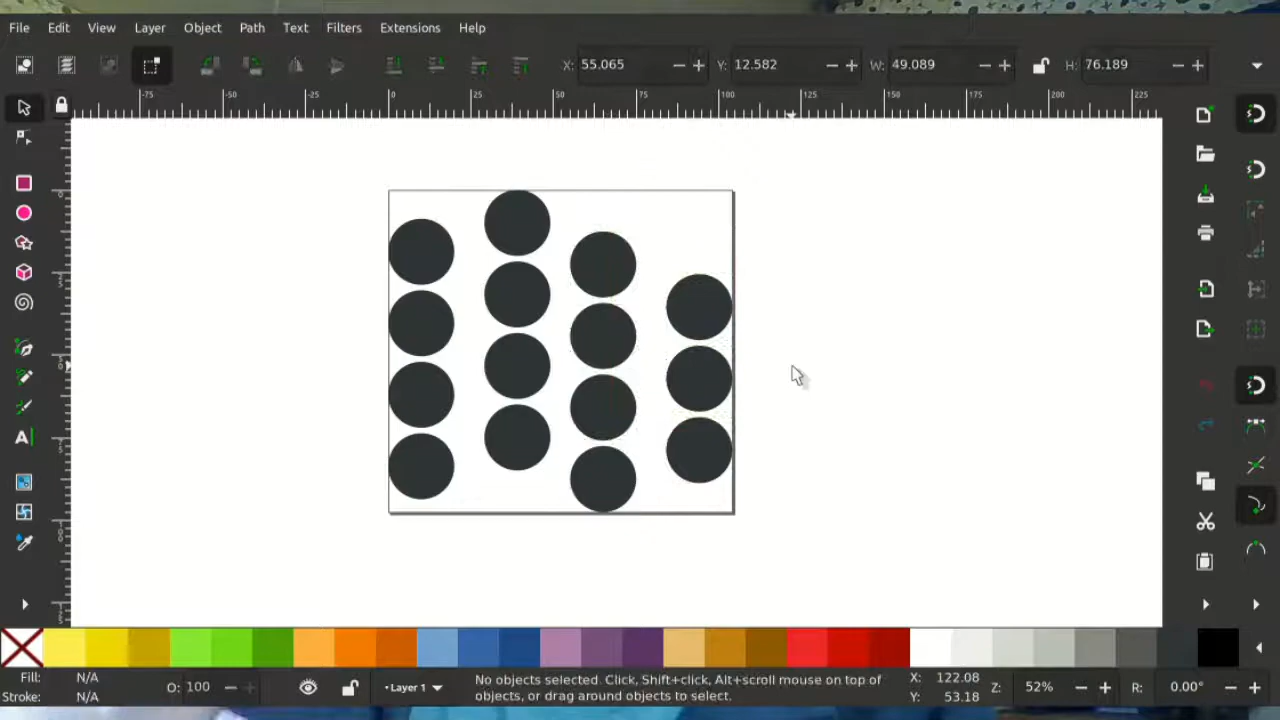 File Edit View Layer Object Path Text Filters Extensions Help
X: 55.065 Y: 12.582 W: 49.089 H: 76.189
-75 -50 -25 0 25 50 75 100 125 150 175 200 225
Fill: N/A
Stroke: N/A
O: 100
Layer 1
No objects selected. Click, Shift+click, Alt+scroll mouse on top of
objects, or drag around objects to select.
X: 122.08
Y: 53.18
Z: 52%
R: 0.00°